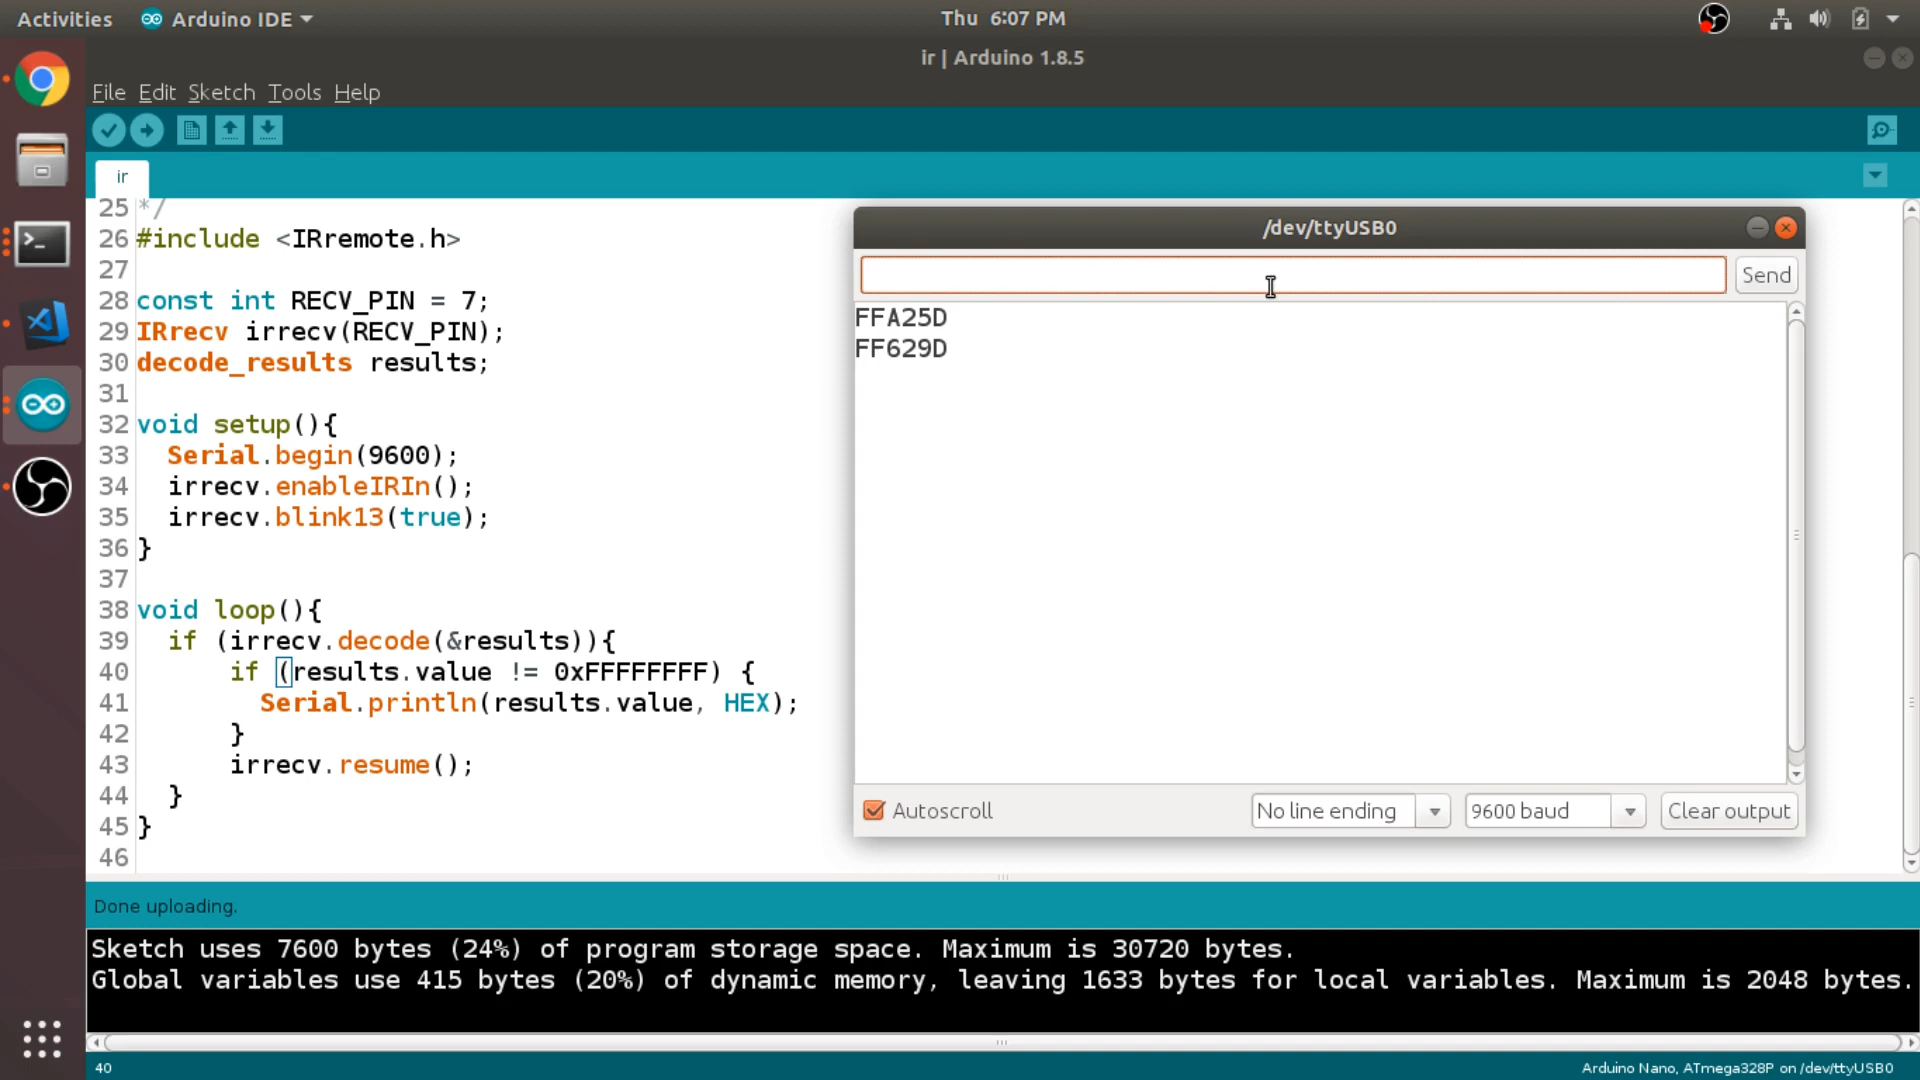 Activities
Arduino IDE
Thu 6:07 PM
ir | Arduino 1.8.5
File Edit Sketch Tools Help
ir
25 */
26 #include <IRremote.h>
27
28 const int RECV_PIN = 7;
29 IRrecv irrecv(RECV_PIN);
30 decode_results results;
31
32 void setup(){
33 Serial.begin(9600);
34 irrecv.enableIRIn();
35 irrecv.blink13(true);
36 }
37
38 void loop(){
39 if (irrecv.decode(&results)){
40 if (results.value != 0xFFFFFFFF) {
41 Serial.println(results.value, HEX);
42 }
43 irrecv.resume();
44 }
45 }
46
/dev/ttyUSB0
Send
FFA25D
FF629D
Autoscroll
No line ending
9600 baud
Clear output
Done uploading.
Sketch uses 7600 bytes (24%) of program storage space. Maximum is 30720 bytes.
Global variables use 415 bytes (20%) of dynamic memory, leaving 1633 bytes for local variables. Maximum is 2048 bytes.
40
Arduino Nano, ATmega328P on /dev/ttyUSB0